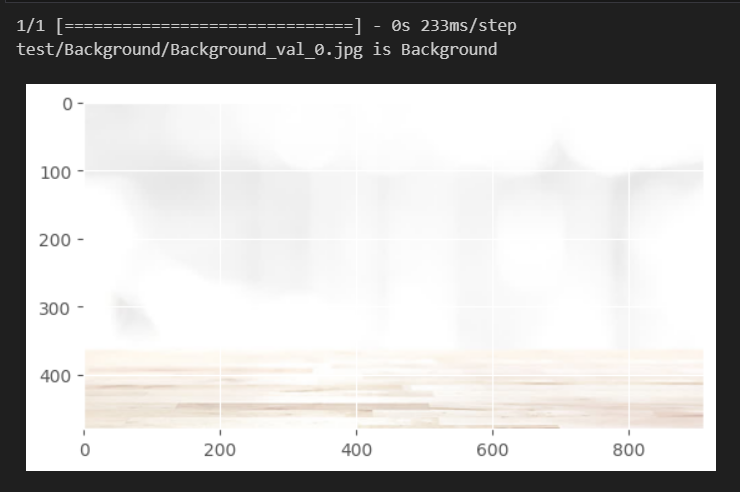 1/1 [==============================] - 0s 233ms/step
test/Background/Background_val_0.jpg is Background
0
100
200
300
400
0 200 400 600 800